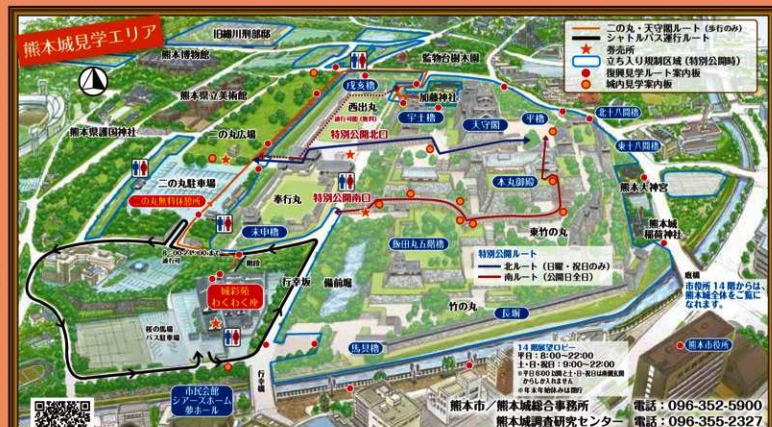 熊本城見学エリア
旧細川刑部邸
熊本博物館
監物台樹木園
熊本県立美術館
戌亥櫓
西出丸
加藤神社
宇土櫓
天守閣
平櫓
北十八間櫓
東十八間櫓
熊本県護国神社
二の丸広場
特別公開北口
二の丸駐車場
二の丸無料休憩所
奉行丸
特別公開南口
本丸御殿
熊本大神宮
熊本城
稲荷神社
未申櫓
東竹の丸
飯田丸五階櫓
階段
行幸坂
備前堀
城彩苑
わくわく座
桜の馬場
バス駐車場
竹の丸
長塀
馬具櫓
行幸橋
市民会館
シアーズホーム
夢ホール
二の丸・天守閣ルート(歩行のみ)
シャトルバス運行ルート
券売所
立ち入り規制区域(特別公開時)
復興見学ルート案内板
城内見学案内板
特別公開ルート
北ルート(日曜・祝日のみ)
南ルート(公開日全日)
市役所14階からは、
熊本城全体をご覧に
なれます。
熊本市役所
14階展望ロビー
平日:8:00~22:00
土・日・祝日:9:00~22:00
熊本市/熊本城総合事務所 電話:096-352-5900
熊本城調査研究センター 電話:096-355-2327